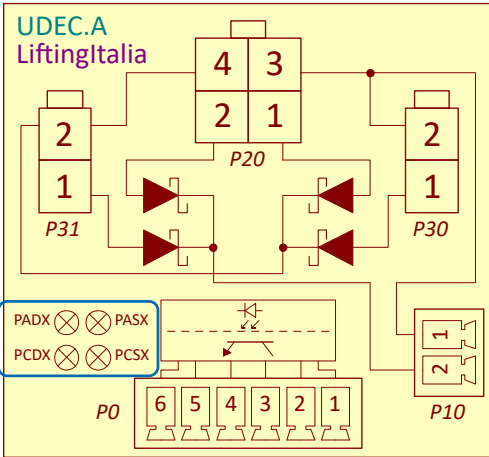 UDEC.A
LiftingItalia
4 3
2 1
P20
2
1
P31
2
1
P30
PADX PASX
PCDX PCSX
1
2
P10
P0
6 5 4 3 2 1